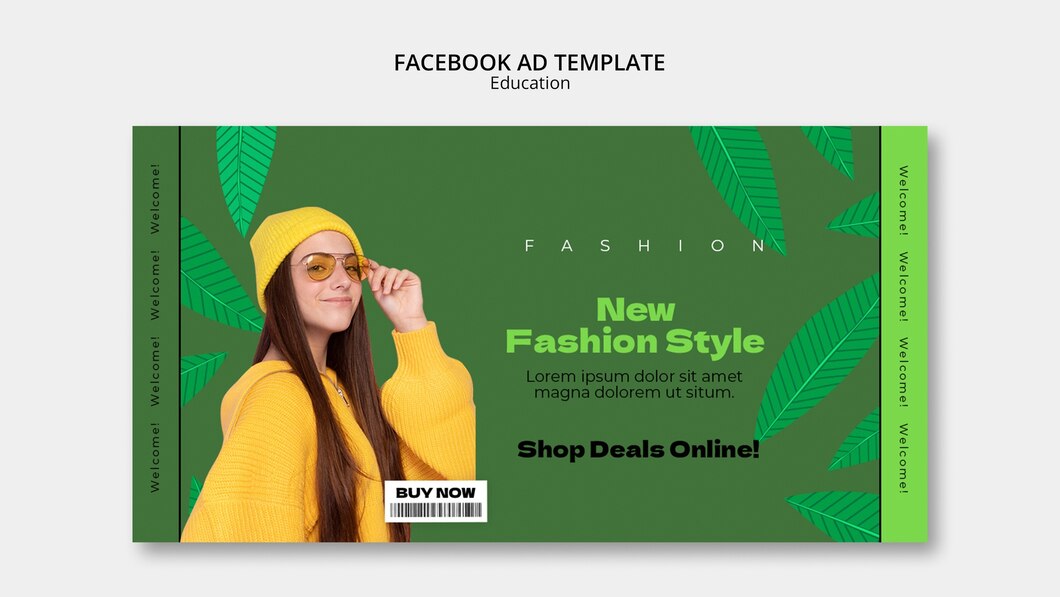 FACEBOOK AD TEMPLATE
Education
Welcome! Welcome! Welcome! Welcome!
F A S H I O N
New
Fashion Style
Lorem ipsum dolor sit amet
magna dolorem ut situm.
Shop Deals Online!
BUY NOW
Welcome! Welcome! Welcome! Welcome!